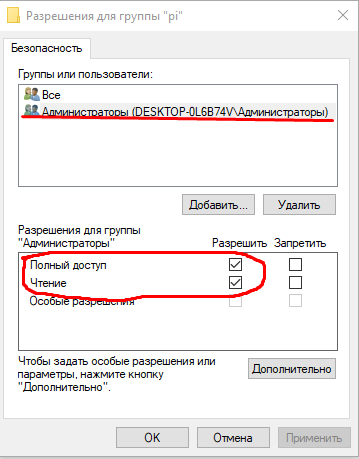 Разрешения для группы "pi"
Безопасность
Группы или пользователи:
Все
Администраторы (DESKTOP-0L6B74V\Администраторы)
Добавить... Удалить
Разрешения для группы
"Администраторы" Разрешить Запретить
Полный доступ
Чтение
Особые разрешения
Чтобы задать особые разрешения или
параметры, нажмите кнопку
"Дополнительно".
Дополнительно
OK Отмена Применить